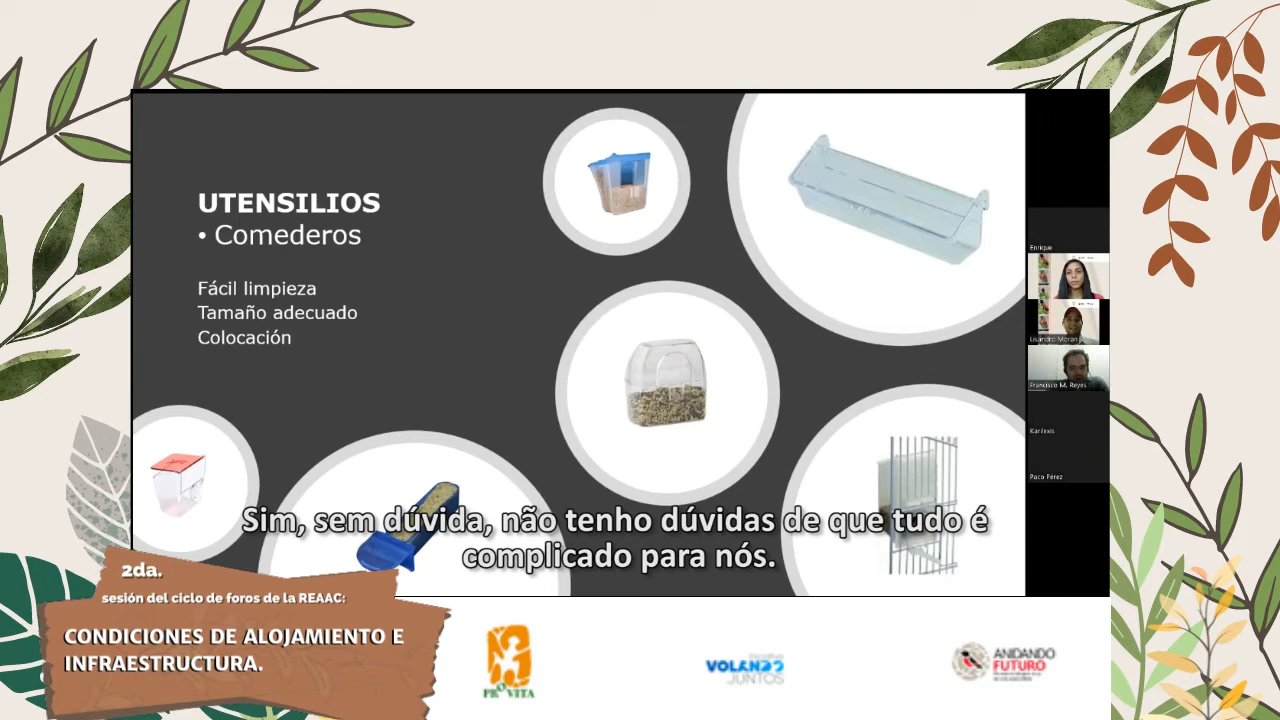 UTENSILIOS
• Comederos
Fácil limpieza
Tamaño adecuado
Colocación
Enrique
Lisandro Moran
Francisco M. Reyes
Karilexis
Paco Pérez
Sim, sem dúvida, não tenho dúvidas de que tudo é
complicado para nós.
2da.
sesión del ciclo de foros de la REAAC:
CONDICIONES DE ALOJAMIENTO E
INFRAESTRUCTURA.
PROVITA
VOLANDO
JUNTOS
ANIDANDO
FUTURO